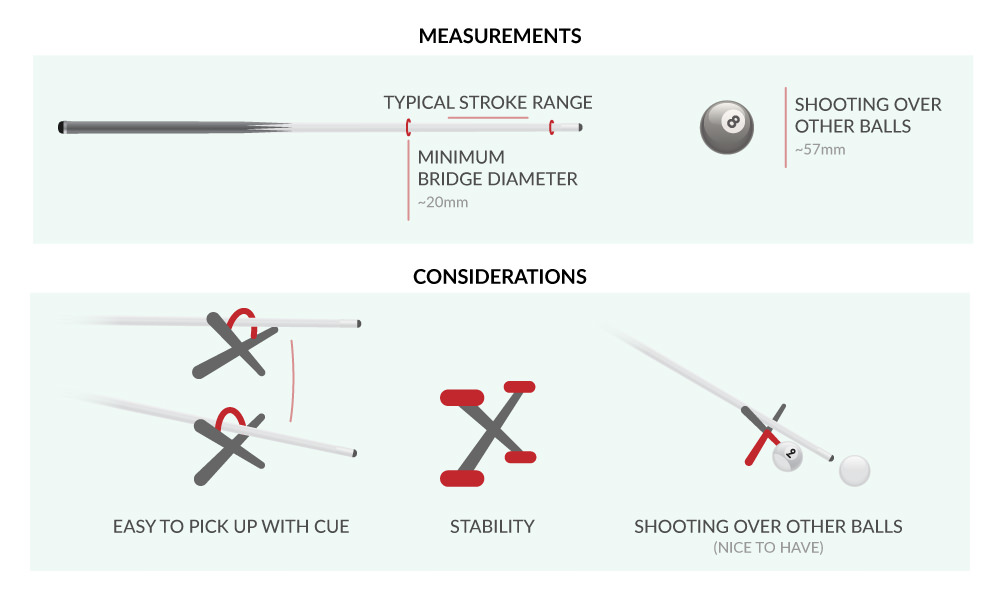 MEASUREMENTS
TYPICAL STROKE RANGE
MINIMUM
BRIDGE DIAMETER
~20mm
8
SHOOTING OVER
OTHER BALLS
~57mm
CONSIDERATIONS
2
EASY TO PICK UP WITH CUE
STABILITY
SHOOTING OVER OTHER BALLS
(NICE TO HAVE)